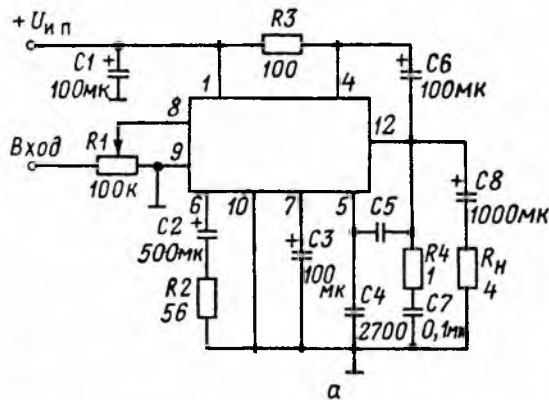 + Uи п
R3
C1
+
100мк
100
+
C6
100мк
1
4
8
12
Вход
R1
100к
9
+
C8
1000мк
6
10
7
5
C5
C2
+
500мк
+
C3
100
мк
R4
1
Rн
4
R2
56
C4
2700
C7
0,1мк
а